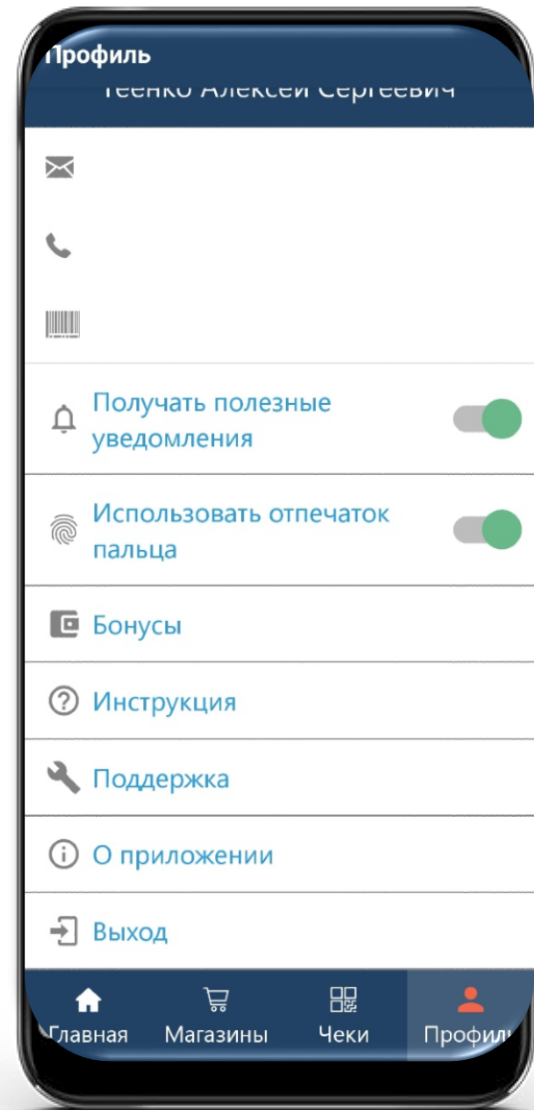 Профиль
Алексей Сергеевич
Получать полезные
уведомления
Использовать отпечаток
пальца
Бонусы
Инструкция
Поддержка
О приложении
Выход
Главная Магазины Чеки Профиль